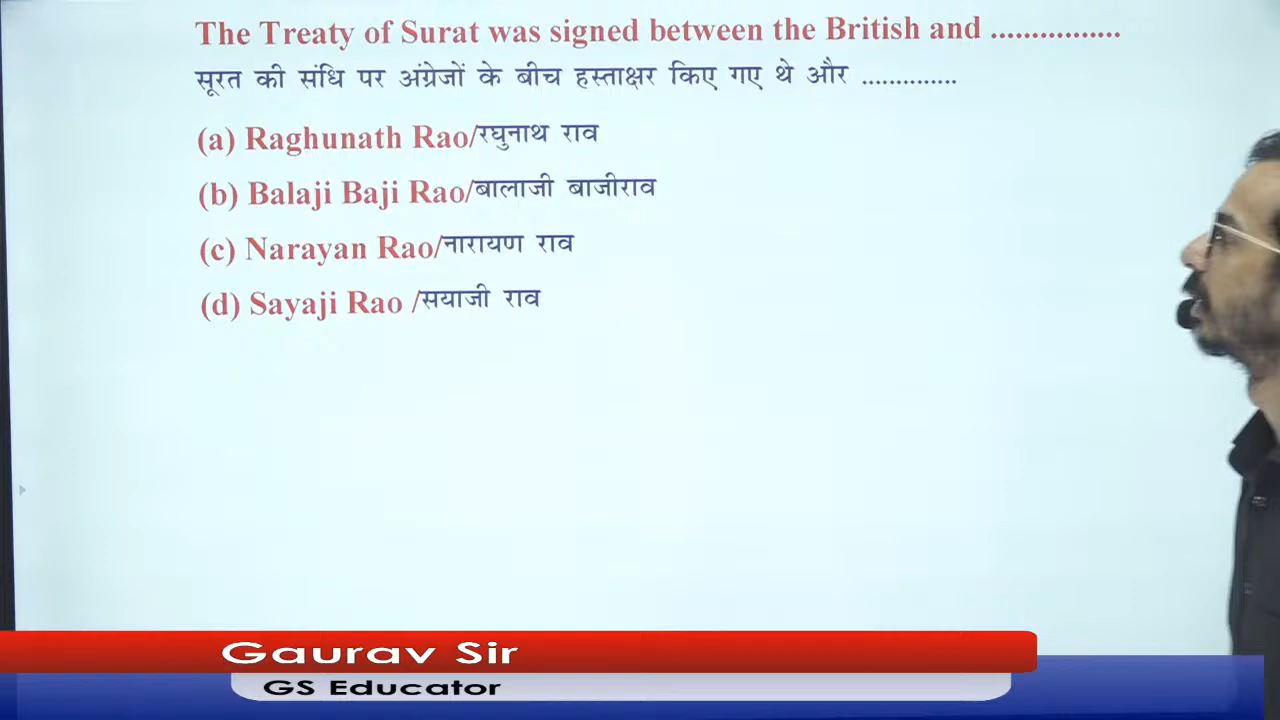 The Treaty of Surat was signed between the British and ................
सूरत की संधि पर अंग्रेजों के बीच हस्ताक्षर किए गए थे और ..............
(a) Raghunath Rao/रघुनाथ राव
(b) Balaji Baji Rao/बालाजी बाजीराव
(c) Narayan Rao/नारायण राव
(d) Sayaji Rao /सयाजी राव
Gaurav Sir
GS Educator